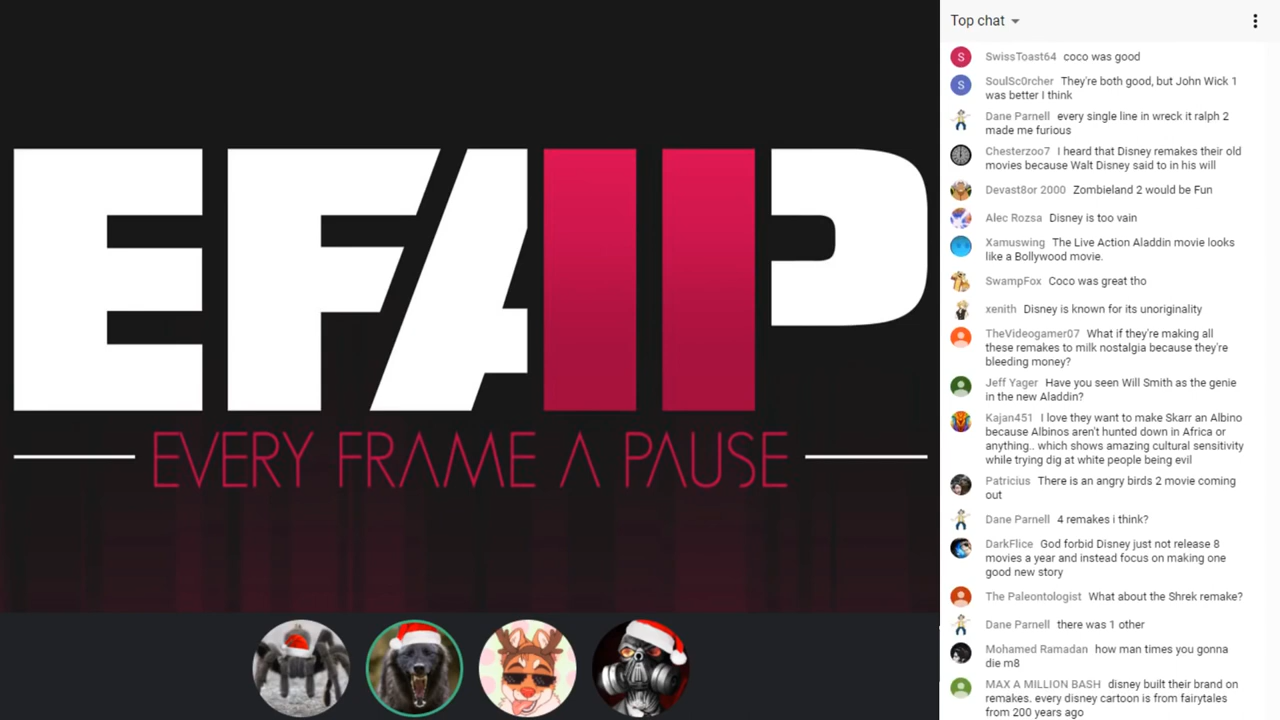 EFAP
EVERY FRAME A PAUSE
Top chat
S
SwissToast64 coco was good
S
SoulSc0rcher They're both good, but John Wick 1
was better I think
Dane Parnell every single line in wreck it ralph 2
made me furious
Chesterzoo7 I heard that Disney remakes their old
movies because Walt Disney said to in his will
Devast8or 2000 Zombieland 2 would be Fun
Alec Rozsa Disney is too vain
Xamuswing The Live Action Aladdin movie looks
like a Bollywood movie.
SwampFox Coco was great tho
xenith Disney is known for its unoriginality
TheVideogamer07 What if they're making all
these remakes to milk nostalgia because they're
bleeding money?
Jeff Yager Have you seen Will Smith as the genie
in the new Aladdin?
Kajan451 I love they want to make Skarr an Albino
because Albinos aren't hunted down in Africa or
anything.. which shows amazing cultural sensitivity
while trying dig at white people being evil
Patricius There is an angry birds 2 movie coming
out
Dane Parnell 4 remakes i think?
DarkFlice God forbid Disney just not release 8
movies a year and instead focus on making one
good new story
The Paleontologist What about the Shrek remake?
Dane Parnell there was 1 other
Mohamed Ramadan how man times you gonna
die m8
MAX A MILLION BASH disney built their brand on
remakes. every disney cartoon is from fairytales
from 200 years ago